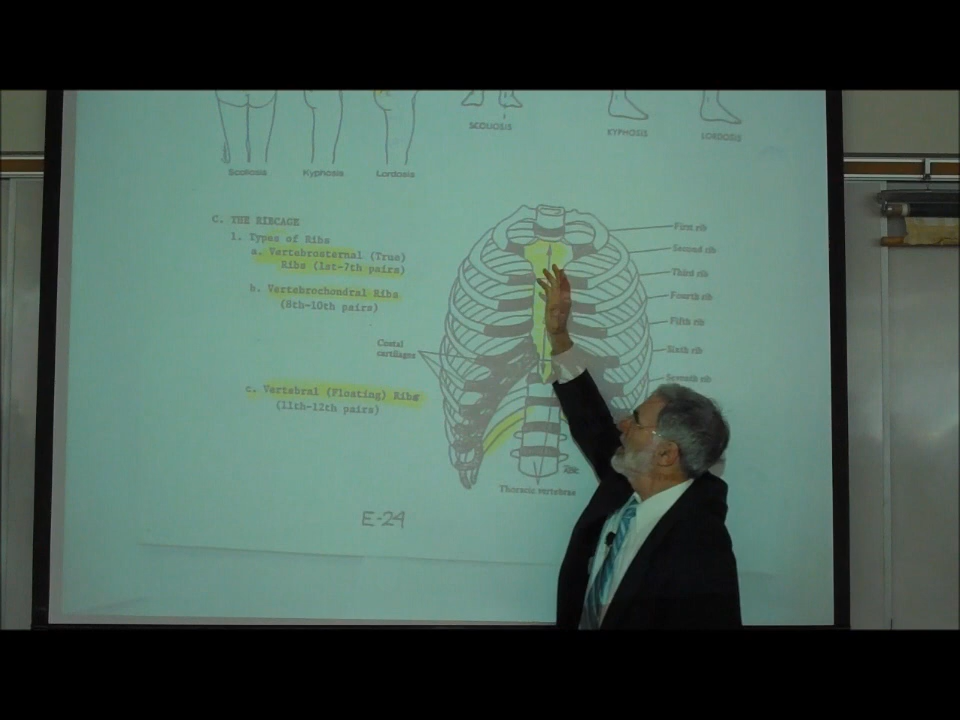 SCOLIOSIS
KYPHOSIS
LORDOSIS
Scoliosis
Kyphosis
Lordosis
C. THE RIBCAGE
1. Types of Ribs
a. Vertebrosternal (True)
Ribs (1st-7th pairs)
b. Vertebrochondral Ribs
(8th-10th pairs)
c. Vertebral (Floating) Ribs
(11th-12th pairs)
Costal
cartilages
First rib
Second rib
Third rib
Fourth rib
Fifth rib
Sixth rib
Seventh rib
Thoracic vertebrae
E-24